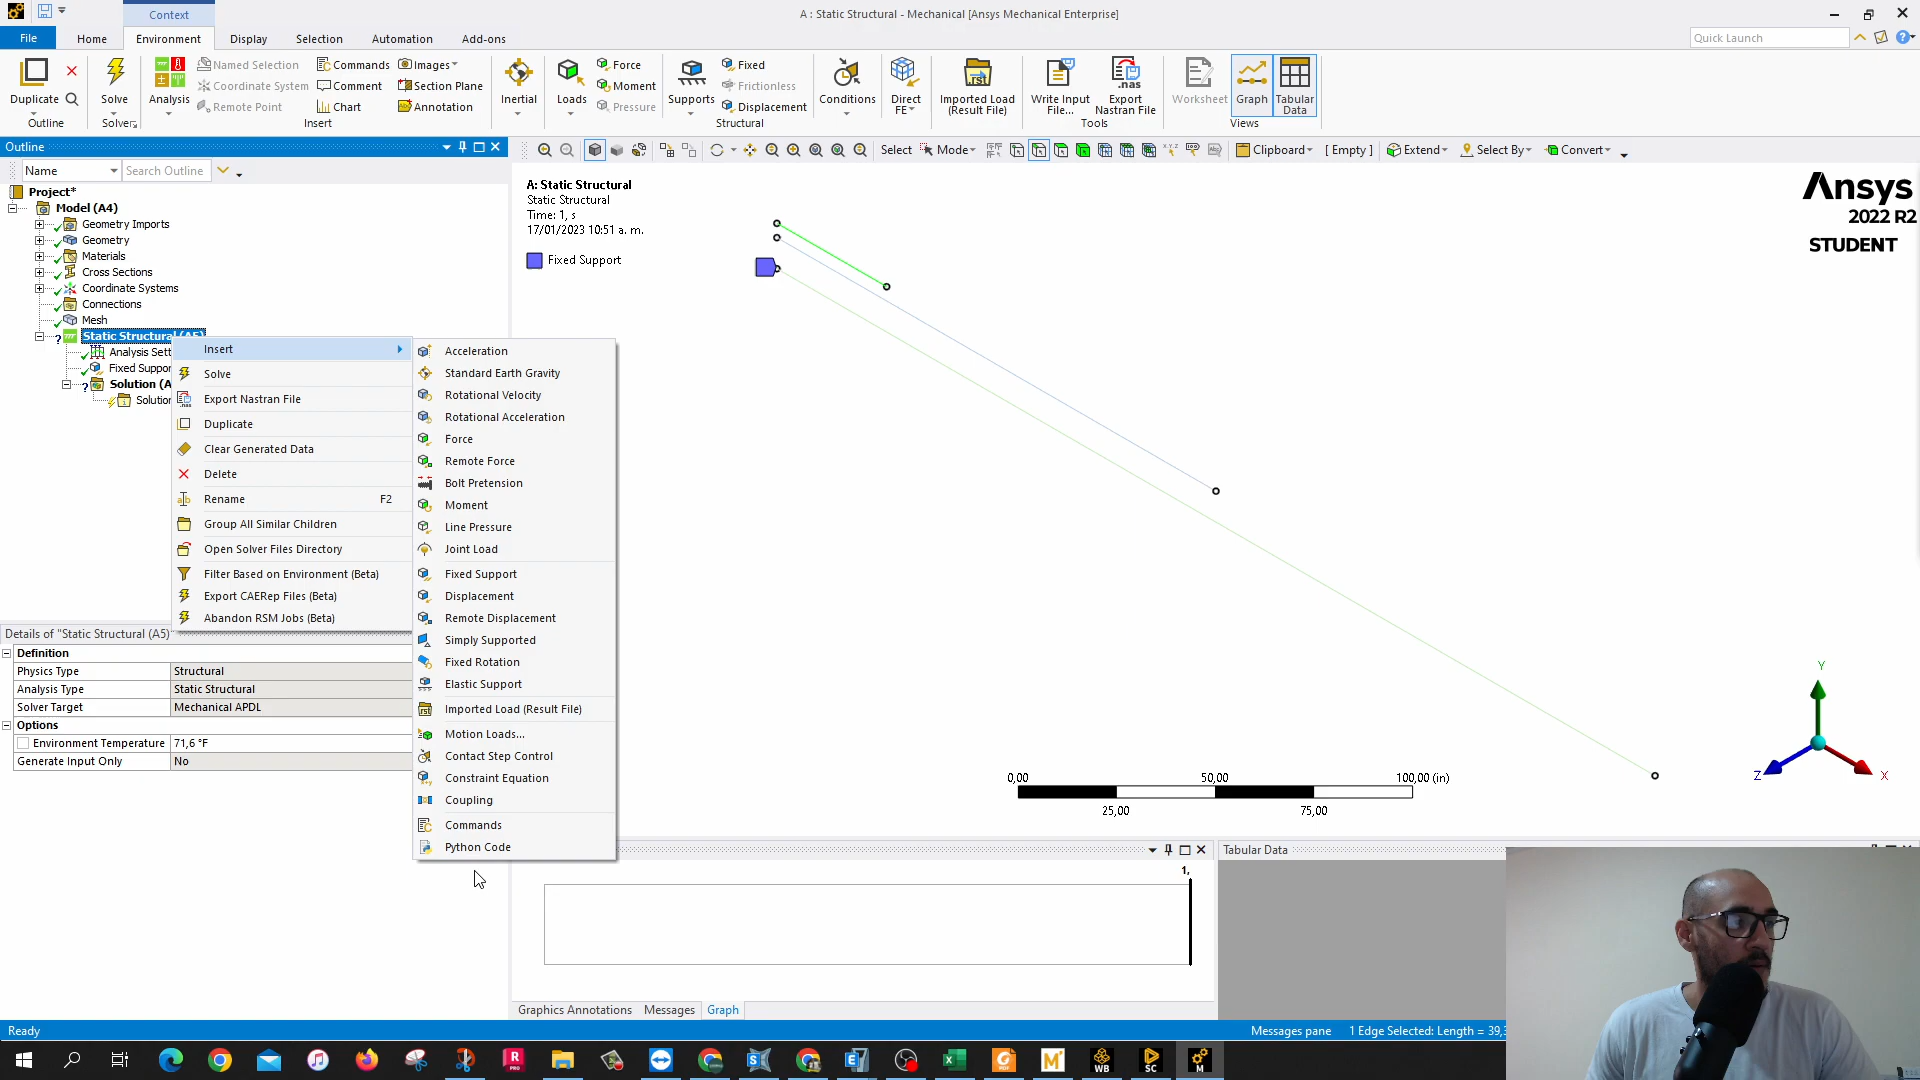 Context
A : Static Structural - Mechanical [Ansys Mechanical Enterprise]
File
Home
Environment
Display
Selection
Automation
Add-ons
Quick Launch
Duplicate
Outline
Solve
Solver
Analysis
Named Selection
Coordinate System
Remote Point
Commands
Comment
Chart
Images
Section Plane
Annotation
Insert
Inertial
Loads
Force
Moment
Pressure
Supports
Fixed
Frictionless
Displacement
Structural
Conditions
Direct
FE
Imported Load
(Result File)
Write Input
File...
Export
Nastran File
Tools
Worksheet
Graph
Tabular
Data
Views
Outline
Name
Search Outline
Select
Mode
Clipboard
[ Empty ]
Extend
Select By
Convert
Project*
Model (A4)
Geometry Imports
Geometry
Materials
Cross Sections
Coordinate Systems
Connections
Mesh
Static Structural (A5)
Analysis Sett
Fixed Suppor
Solution (A
Solution
Insert
Solve
Export Nastran File
Duplicate
Clear Generated Data
Delete
Rename F2
Group All Similar Children
Open Solver Files Directory
Filter Based on Environment (Beta)
Export CAERep Files (Beta)
Abandon RSM Jobs (Beta)
Acceleration
Standard Earth Gravity
Rotational Velocity
Rotational Acceleration
Force
Remote Force
Bolt Pretension
Moment
Line Pressure
Joint Load
Fixed Support
Displacement
Remote Displacement
Simply Supported
Fixed Rotation
Elastic Support
Imported Load (Result File)
Motion Loads...
Contact Step Control
Constraint Equation
Coupling
Commands
Python Code
Details of "Static Structural (A5)"
Definition
Physics Type Structural
Analysis Type Static Structural
Solver Target Mechanical APDL
Options
Environment Temperature 71,6 °F
Generate Input Only No
A: Static Structural
Static Structural
Time: 1, s
17/01/2023 10:51 a. m.
Fixed Support
Ansys
2022 R2
STUDENT
0,00 50,00 100,00 (in)
25,00 75,00
Y
Z
X
Tabular Data
1,
Graphics Annotations
Messages
Graph
Ready
Messages pane
1 Edge Selected: Length = 39,3
R
PRO
WB
SC
M